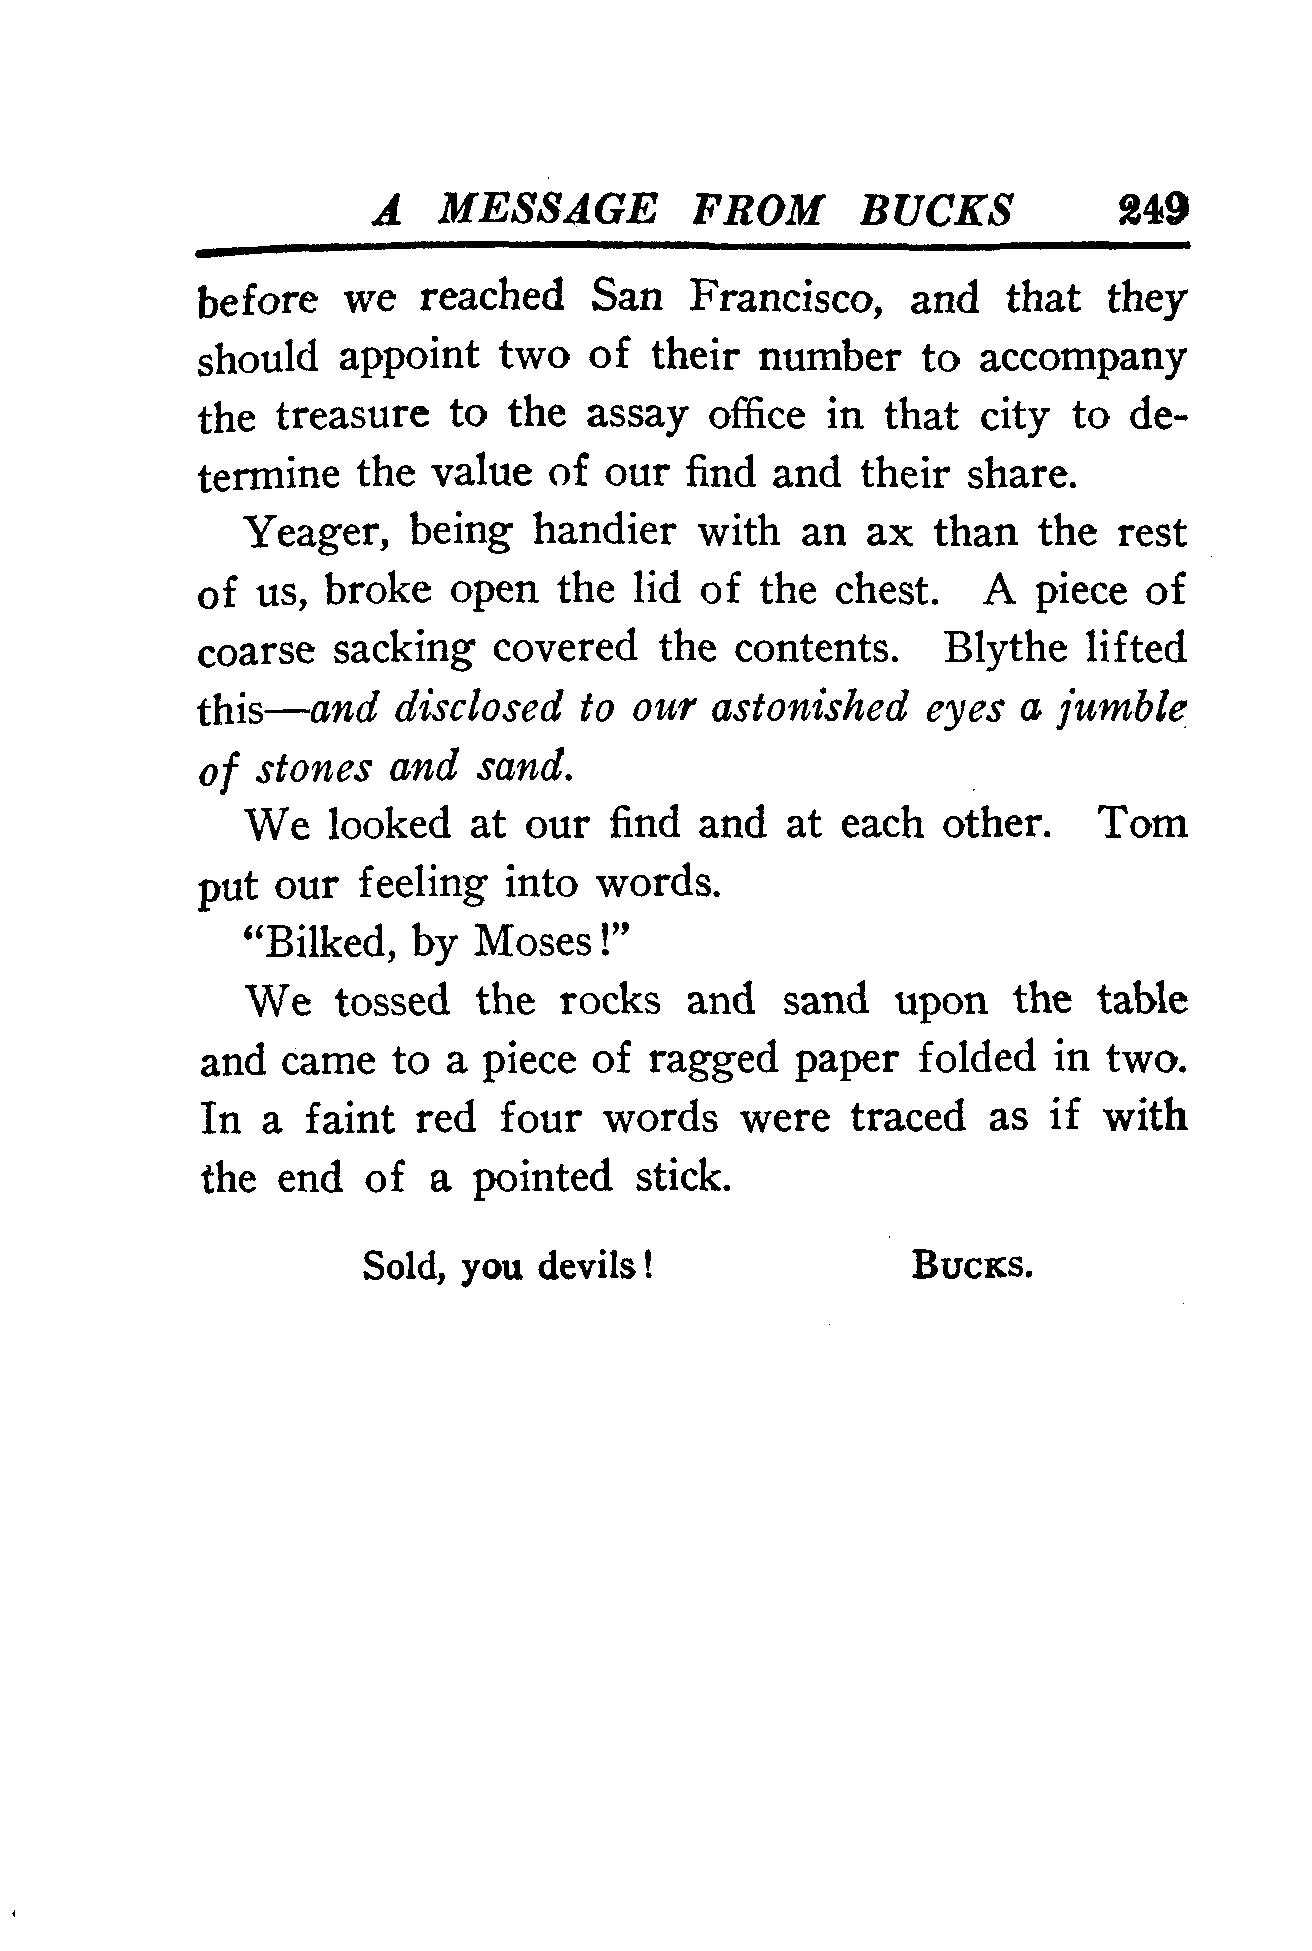 A MESSAGE FROM BUCKS 249
before we reached San Francisco, and that they
should appoint two of their number to accompany
the treasure to the assay office in that city to de-
termine the value of our find and their share.
Yeager, being handier with an ax than the rest
of us, broke open the lid of the chest. A piece of
coarse sacking covered the contents. Blythe lifted
this—and disclosed to our astonished eyes a jumble
of stones and sand.
We looked at our find and at each other. Tom
put our feeling into words.
“Bilked, by Moses!”
We tossed the rocks and sand upon the table
and came to a piece of ragged paper folded in two.
In a faint red four words were traced as if with
the end of a pointed stick.
Sold, you devils! BUCKS.